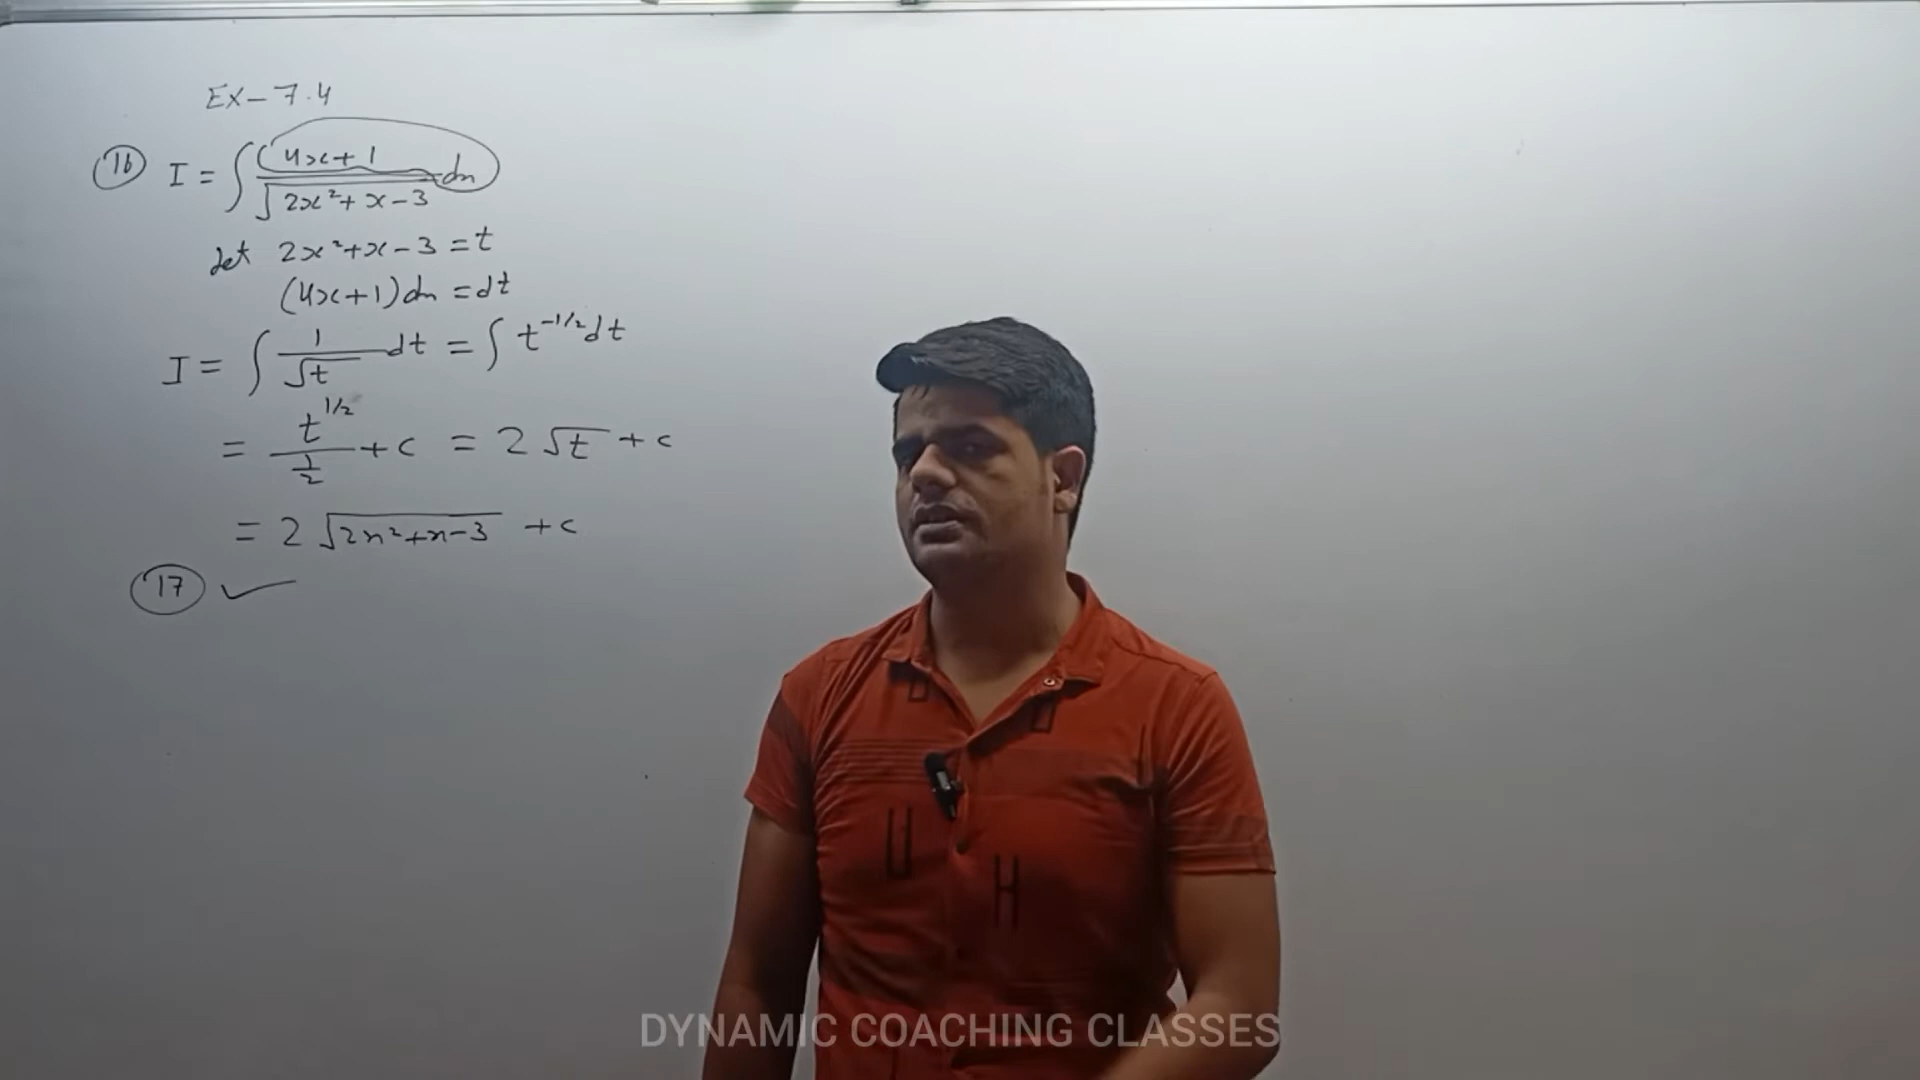 EX-7.4
(16) I = ∫ (4x+1 / √(2x²+x-3) dx
Let 2x²+x-3 = t
(4x+1)dx = dt
I = ∫ 1/√t dt = ∫ t^(-1/2) dt
= t^(1/2) / (1/2) + c = 2√t + c
= 2√(2x²+x-3) + c
(17) ✓
DYNAMIC COACHING CLASSES